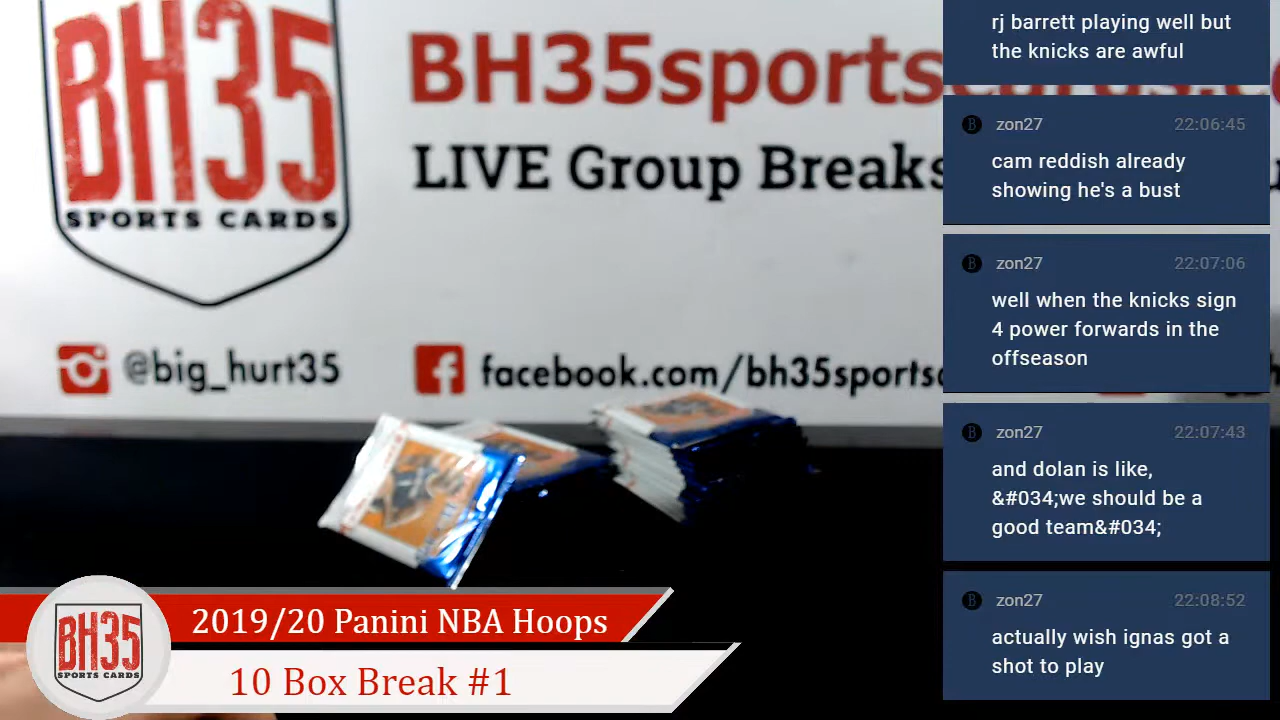 BH35
SPORTS CARDS
BH35sports
LIVE Group Breaks
@big_hurt35
facebook.com/bh35sports
rj barrett playing well but
the knicks are awful
zon27 22:06:45
cam reddish already
showing he's a bust
zon27 22:07:06
well when the knicks sign
4 power forwards in the
offseason
zon27 22:07:43
and dolan is like,
&#034;we should be a
good team&#034;
zon27 22:08:52
actually wish ignas got a
shot to play
BH35
SPORTS CARDS
2019/20 Panini NBA Hoops
10 Box Break #1